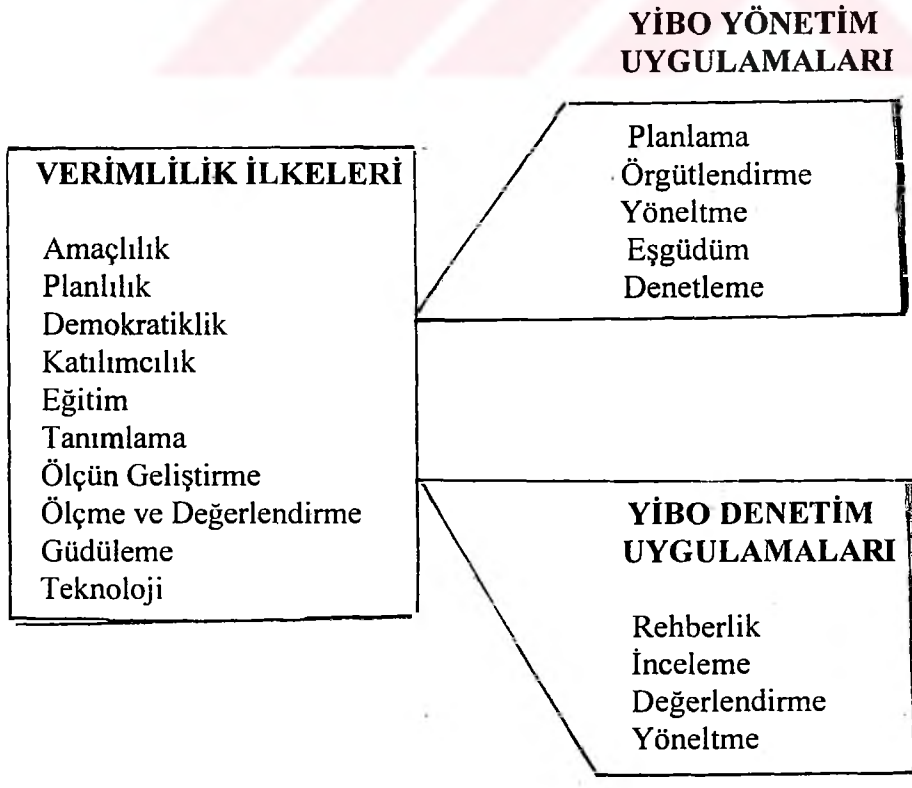 YİBO YÖNETİM
UYGULAMALARI
Planlama
Örgütlendirme
Yöneltme
Eşgüdüm
Denetleme
VERİMLİLİK İLKELERİ
Amaçlılık
Planlılık
Demokratiklik
Katılımcılık
Eğitim
Tanımlama
Ölçün Geliştirme
Ölçme ve Değerlendirme
Güdüleme
Teknoloji
YİBO DENETİM
UYGULAMALARI
Rehberlik
İnceleme
Değerlendirme
Yöneltme